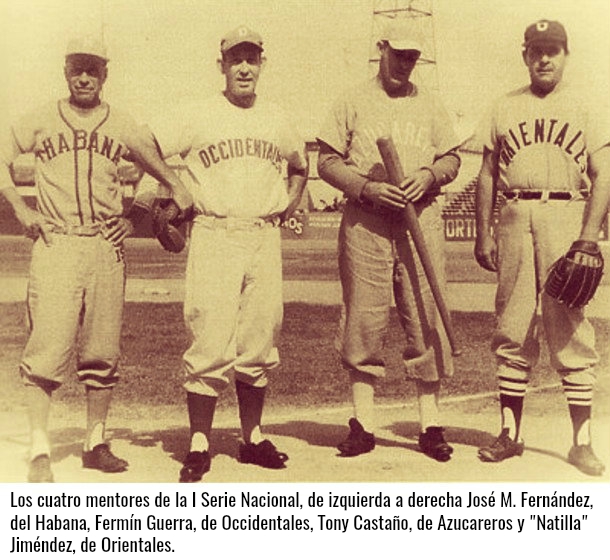 HABANA
OCCIDENTALES
ORIENTALES
Los cuatro mentores de la I Serie Nacional, de izquierda a derecha José M. Fernández,
del Habana, Fermín Guerra, de Occidentales, Tony Castaño, de Azucareros y "Natilla"
Jiméndez, de Orientales.